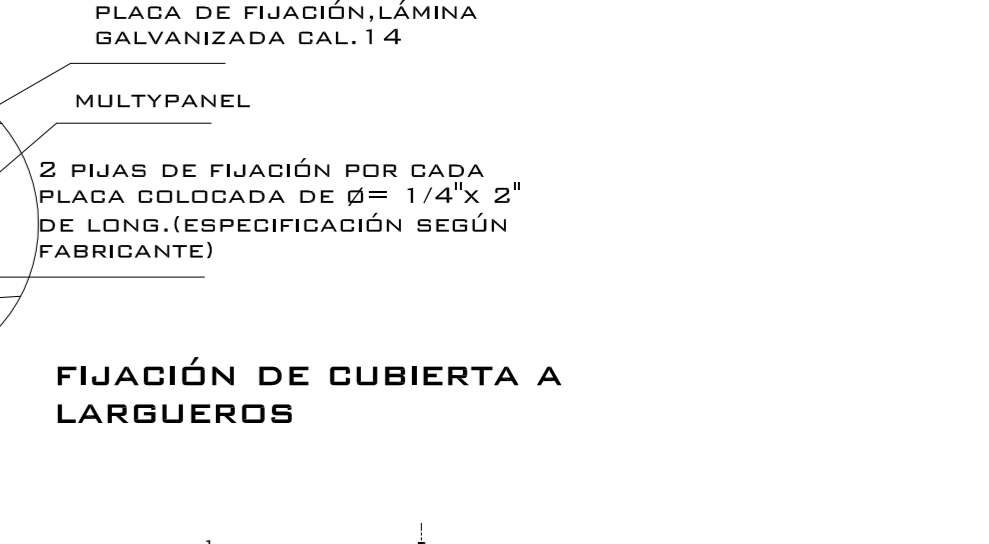 PLACA DE FIJACIÓN,LÁMINA
GALVANIZADA CAL.14
MULTYPANEL
2 PIJAS DE FIJACIÓN POR CADA
PLACA COLOCADA DE Ø= 1/4"X 2"
DE LONG.(ESPECIFICACIÓN SEGÚN
FABRICANTE)
FIJACIÓN DE CUBIERTA A
LARGUEROS